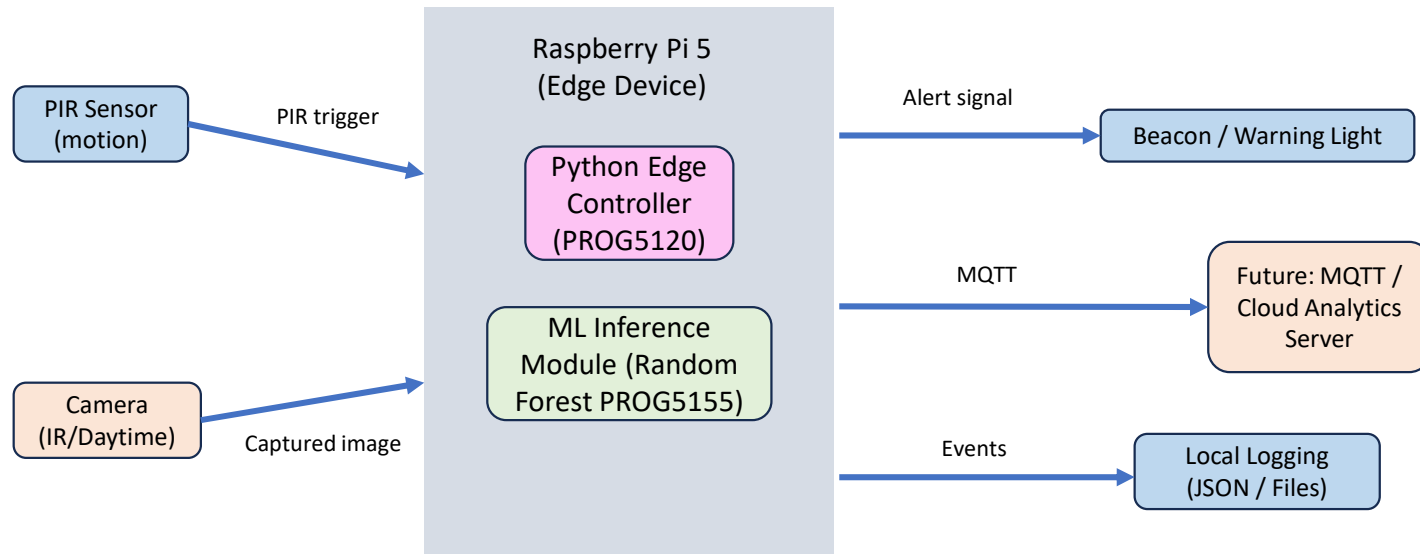 Raspberry Pi 5
(Edge Device)
PIR Sensor
(motion)
PIR trigger
Alert signal
Beacon / Warning Light
Python Edge
Controller
(PROG5120)
MQTT
Future: MQTT /
Cloud Analytics
Server
ML Inference
Module (Random
Forest PROG5155)
Camera
(IR/Daytime)
Captured image
Events
Local Logging
(JSON / Files)